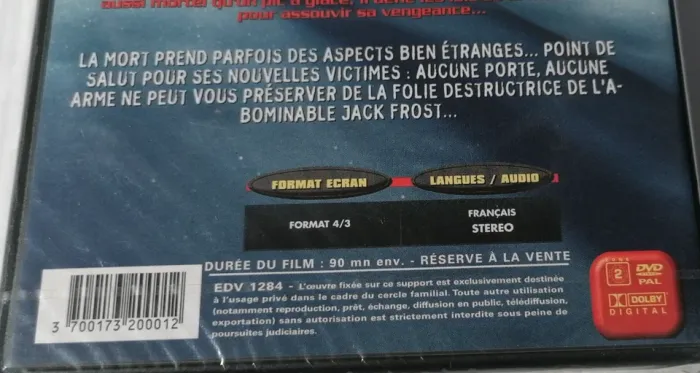 aussi mortel qu'un pic à glace, il
pour assouvir sa vengeance...
LA MORT PREND PARFOIS DES ASPECTS BIEN ÉTRANGES... POINT DE
SALUT POUR SES NOUVELLES VICTIMES : AUCUNE PORTE, AUCUNE
ARME NE PEUT VOUS PRÉSERVER DE LA FOLIE DESTRUCTRICE DE L'A-
BOMINABLE JACK FROST...
FORMAT ECRAN LANGUES / AUDIO
FORMAT 4/3 FRANÇAIS
STEREO
DURÉE DU FILM : 90 mn env. - RÉSERVE À LA VENTE
EDV 1284 - L'œuvre fixée sur ce support est exclusivement destinée
à l'usage privé dans le cadre du cercle familial. Toute autre utilisation
(notamment reproduction, prêt, échange, diffusion en public, télédiffusion,
exportation) sans autorisation est strictement interdite sous peine de
poursuites judiciaires.
3 700173 200012
ZONE
2 DVD
PAL
DOLBY
DIGITAL